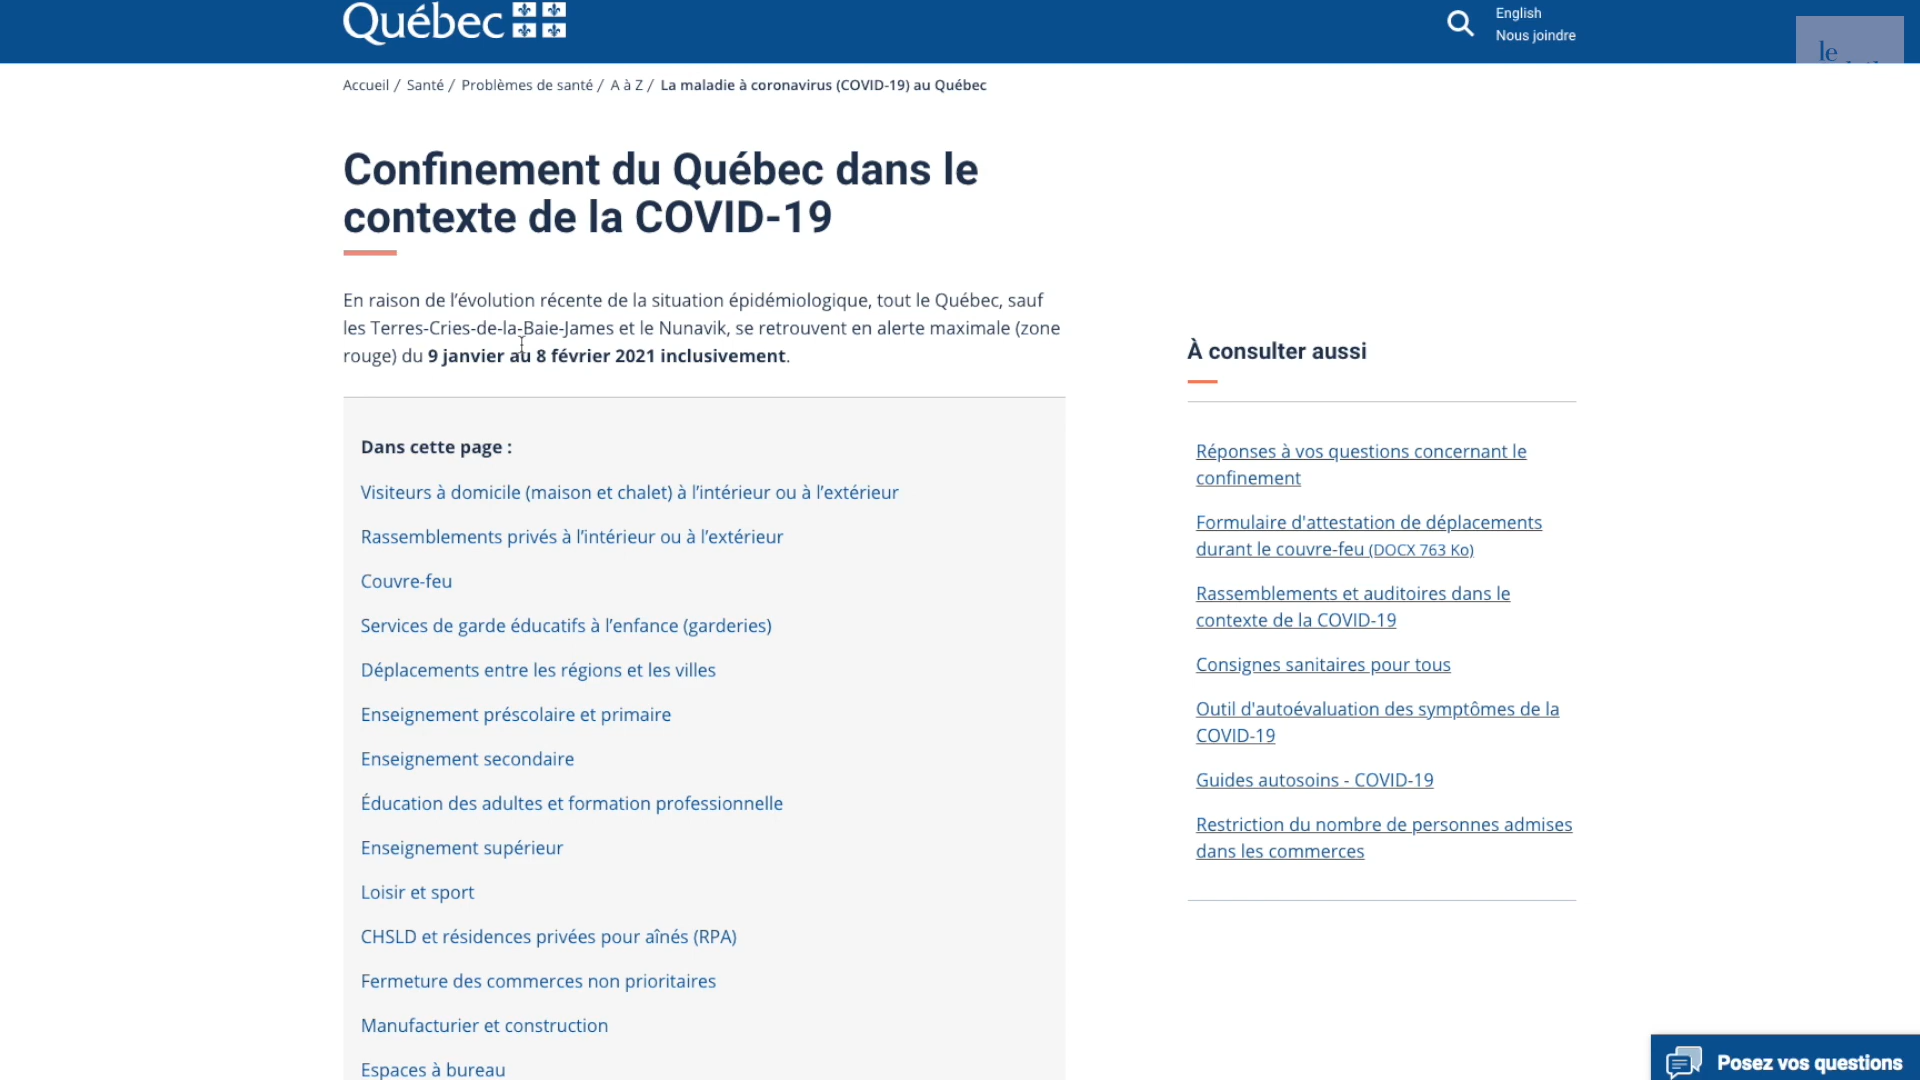 Québec
English
Nous joindre
le
Accueil / Santé / Problèmes de santé / A à Z / La maladie à coronavirus (COVID-19) au Québec
Confinement du Québec dans le
contexte de la COVID-19
En raison de l'évolution récente de la situation épidémiologique, tout le Québec, sauf
les Terres-Cries-de-la-Baie-James et le Nunavik, se retrouvent en alerte maximale (zone
rouge) du 9 janvier au 8 février 2021 inclusivement.
Dans cette page :
Visiteurs à domicile (maison et chalet) à l'intérieur ou à l'extérieur
Rassemblements privés à l'intérieur ou à l'extérieur
Couvre-feu
Services de garde éducatifs à l'enfance (garderies)
Déplacements entre les régions et les villes
Enseignement préscolaire et primaire
Enseignement secondaire
Éducation des adultes et formation professionnelle
Enseignement supérieur
Loisir et sport
CHSLD et résidences privées pour aînés (RPA)
Fermeture des commerces non prioritaires
Manufacturier et construction
Espaces à bureau
À consulter aussi
Réponses à vos questions concernant le
confinement
Formulaire d'attestation de déplacements
durant le couvre-feu (DOCX 763 Ko)
Rassemblements et auditoires dans le
contexte de la COVID-19
Consignes sanitaires pour tous
Outil d'autoévaluation des symptômes de la
COVID-19
Guides autosoins - COVID-19
Restriction du nombre de personnes admises
dans les commerces
Posez vos questions